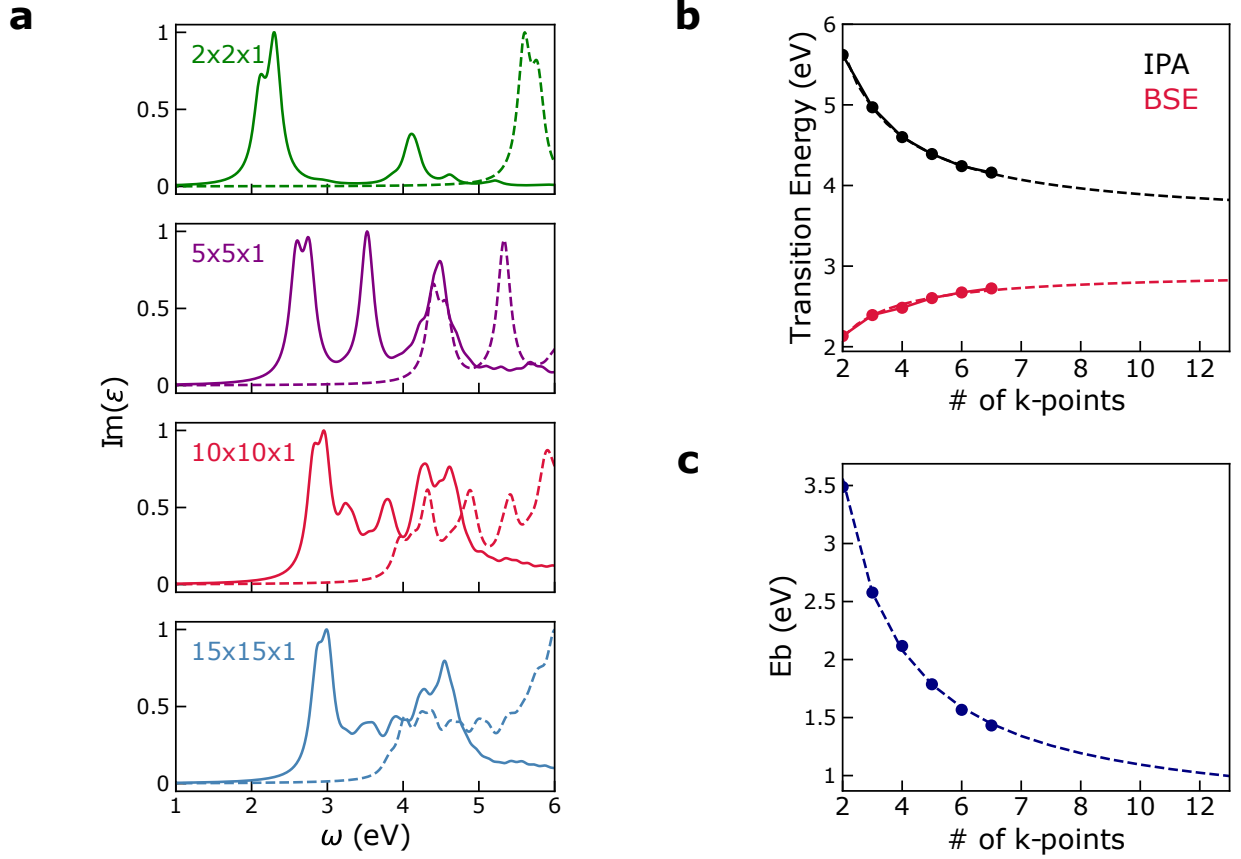 a
2x2x1
1
0.5
0
5x5x1
1
0.5
0
10x10x1
1
0.5
0
15x15x1
1
0.5
0
1 2 3 4 5 6
ω (eV)
Im(ε)
b
IPA
BSE
6
5
4
3
2
2 4 6 8 10 12
# of k-points
Transition Energy (eV)
c
3.5
3
2.5
2
1.5
1
2 4 6 8 10 12
# of k-points
Eb (eV)